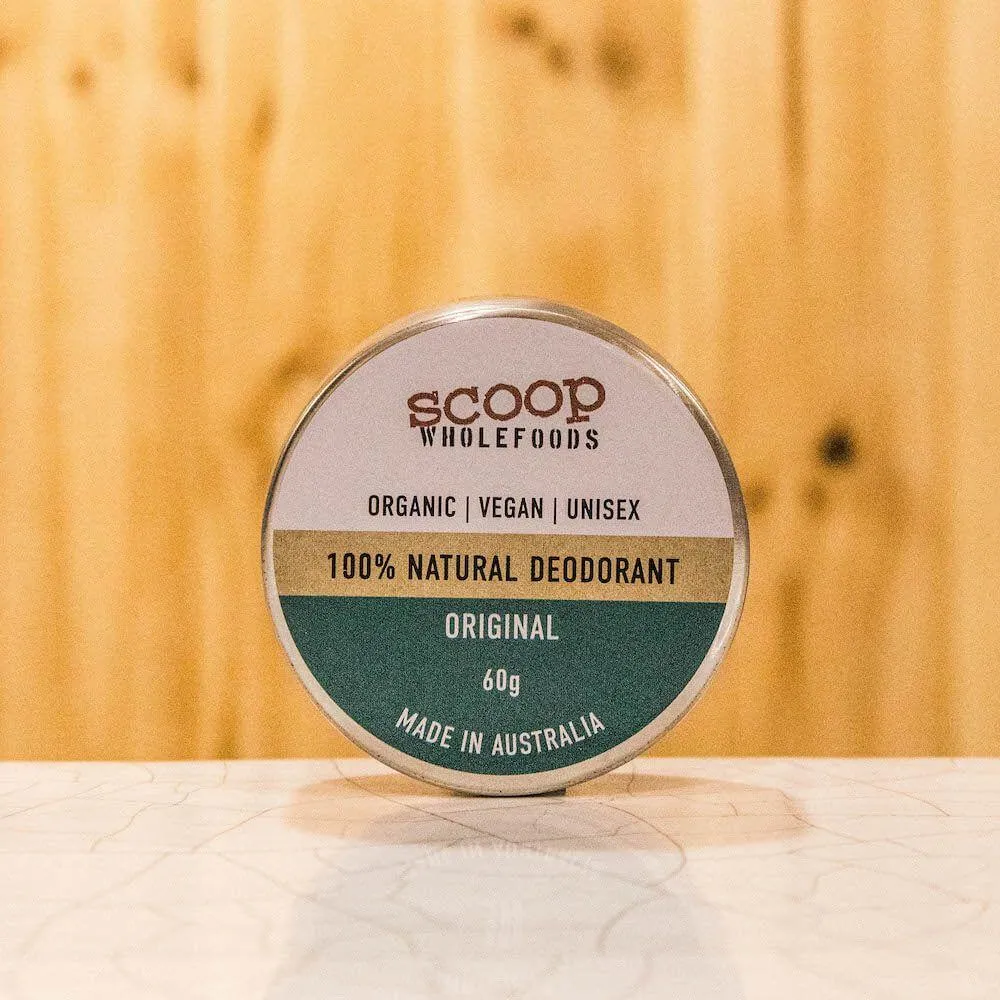 SCOOP
WHOLEFOODS
ORGANIC | VEGAN | UNISEX
100% NATURAL DEODORANT
ORIGINAL
60g
MADE IN AUSTRALIA